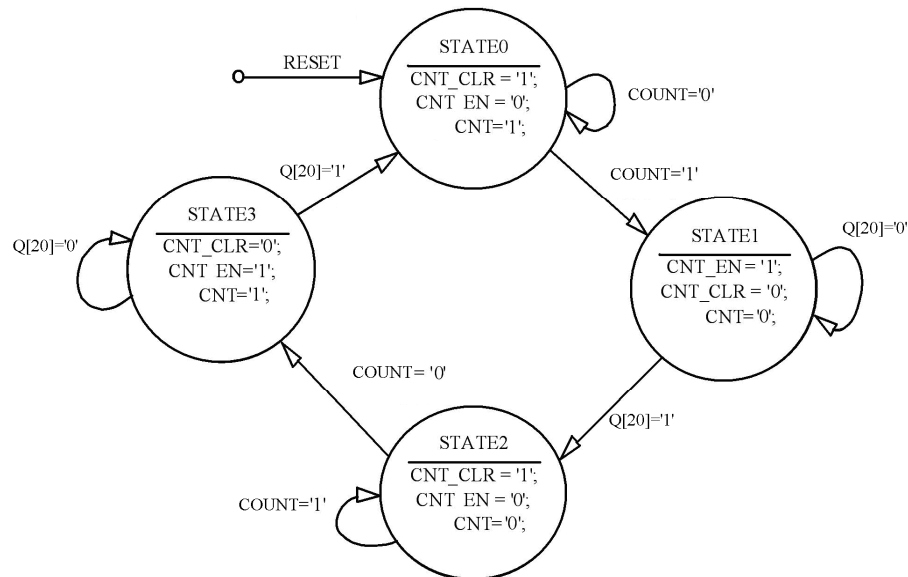 STATE0
RESET
CNT_CLR = '1';
CNT EN = '0';
CNT='1';
COUNT='0'
Q[20]='1'
COUNT='1'
STATE3
CNT_CLR='0';
CNT EN='1';
CNT='1';
Q[20]='0'
STATE1
CNT_EN = '1';
CNT_CLR = '0';
CNT='0';
Q[20]='0'
COUNT= '0'
Q[20]='1'
STATE2
CNT_CLR = '1';
CNT EN = '0';
CNT='0';
COUNT='1'